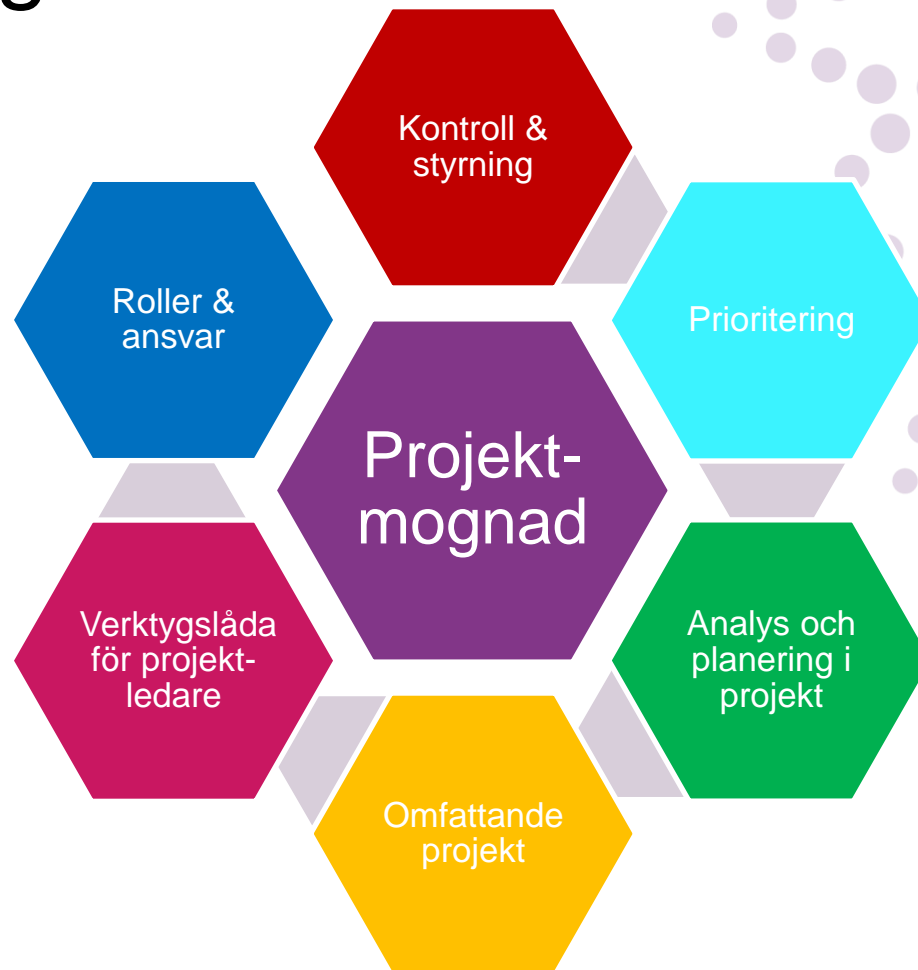 Kontroll &
styrning
Roller &
ansvar
Prioritering
Projekt-
mognad
Verktygslåda
för projekt-
ledare
Analys och
planering i
projekt
Omfattande
projekt